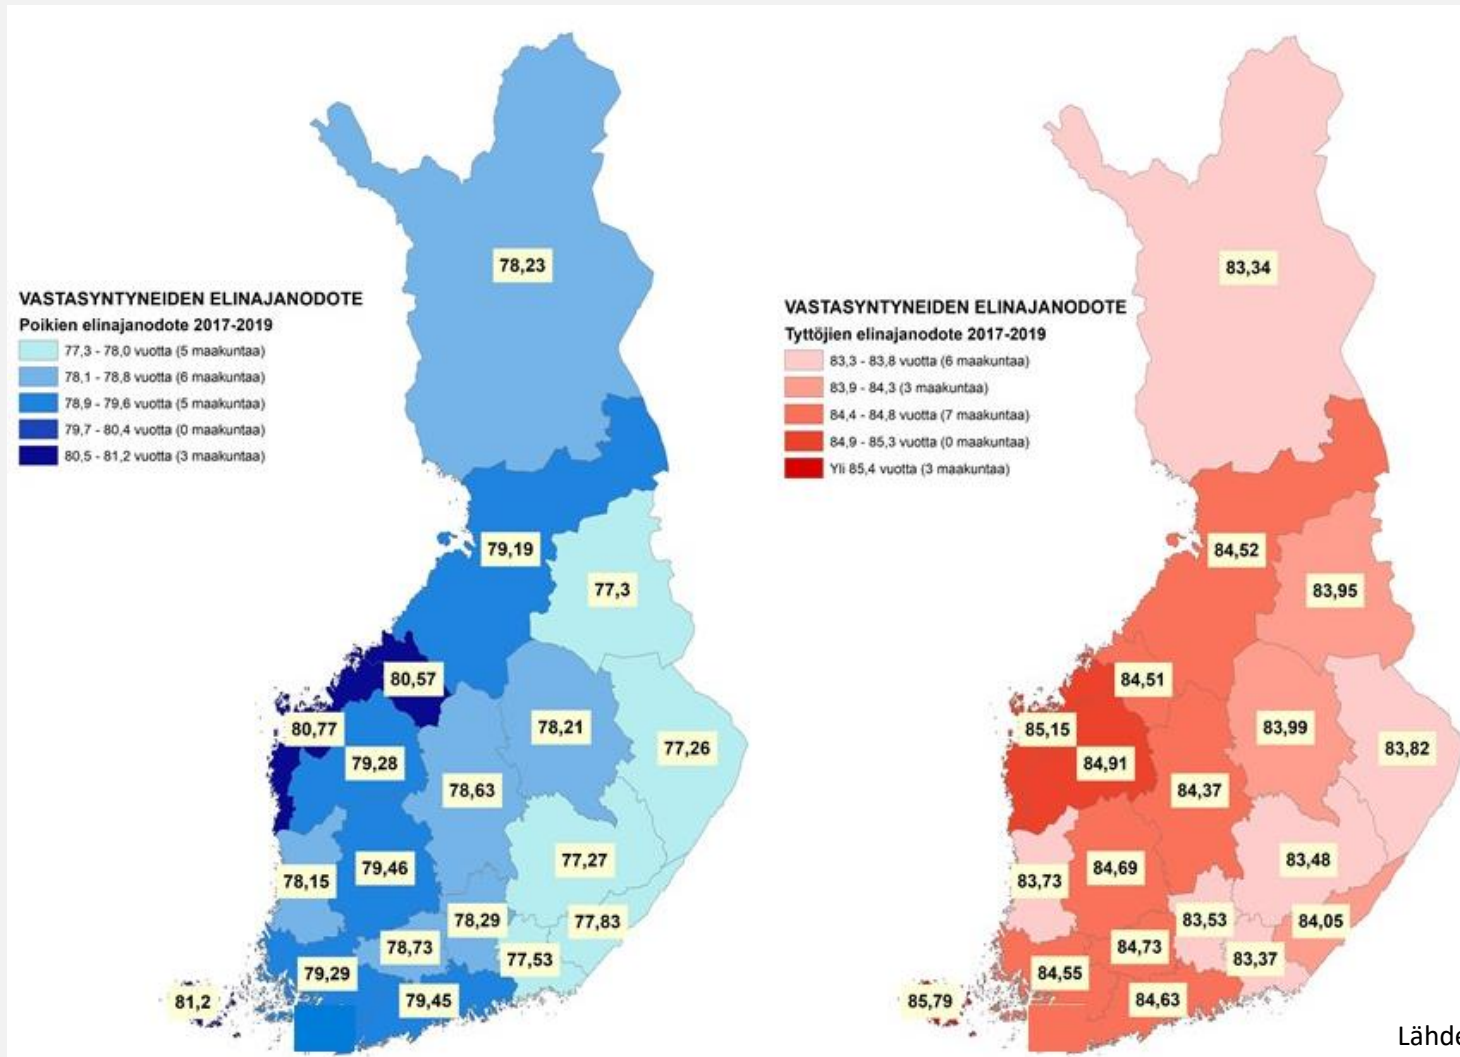 VASTASYNTYNEIDEN ELINAJANODOTE
Poikien elinajanodote 2017-2019
77,3 - 78,0 vuotta (5 maakuntaa)
78,1 - 78,8 vuotta (6 maakuntaa)
78,9 - 79,6 vuotta (5 maakuntaa)
79,7 - 80,4 vuotta (0 maakuntaa)
80,5 - 81,2 vuotta (3 maakuntaa)
78,23
79,19
77,3
80,57
80,77
79,28
78,21
77,26
78,63
79,46
77,27
78,15
78,29
77,83
78,73
77,53
79,29
79,45
81,2
VASTASYNTYNEIDEN ELINAJANODOTE
Tyttöjien elinajanodote 2017-2019
83,3 - 83,8 vuotta (6 maakuntaa)
83,9 - 84,3 (3 maakuntaa)
84,4 - 84,8 vuotta (7 maakuntaa)
84,9 - 85,3 vuotta (0 maakuntaa)
Yli 85,4 vuotta (3 maakuntaa)
83,34
84,52
83,95
84,51
85,15
84,91
83,99
83,82
84,37
84,69
83,48
83,73
83,53
84,05
84,73
83,37
84,55
84,63
85,79
Lähde